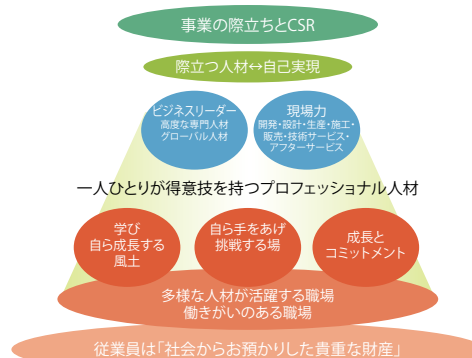 事業の際立ちとCSR
際立つ人材↔自己実現
ビジネスリーダー
高度な専門人材
グローバル人材
現場力
開発・設計・生産・施工・
販売・技術サービス・
アフターサービス
一人ひとりが得意技を持つプロフェッショナル人材
学び
自ら成長する
風土
自ら手をあげ
挑戦する場
成長と
コミットメント
多様な人材が活躍する職場
働きがいのある職場
従業員は「社会からお預かりした貴重な財産」